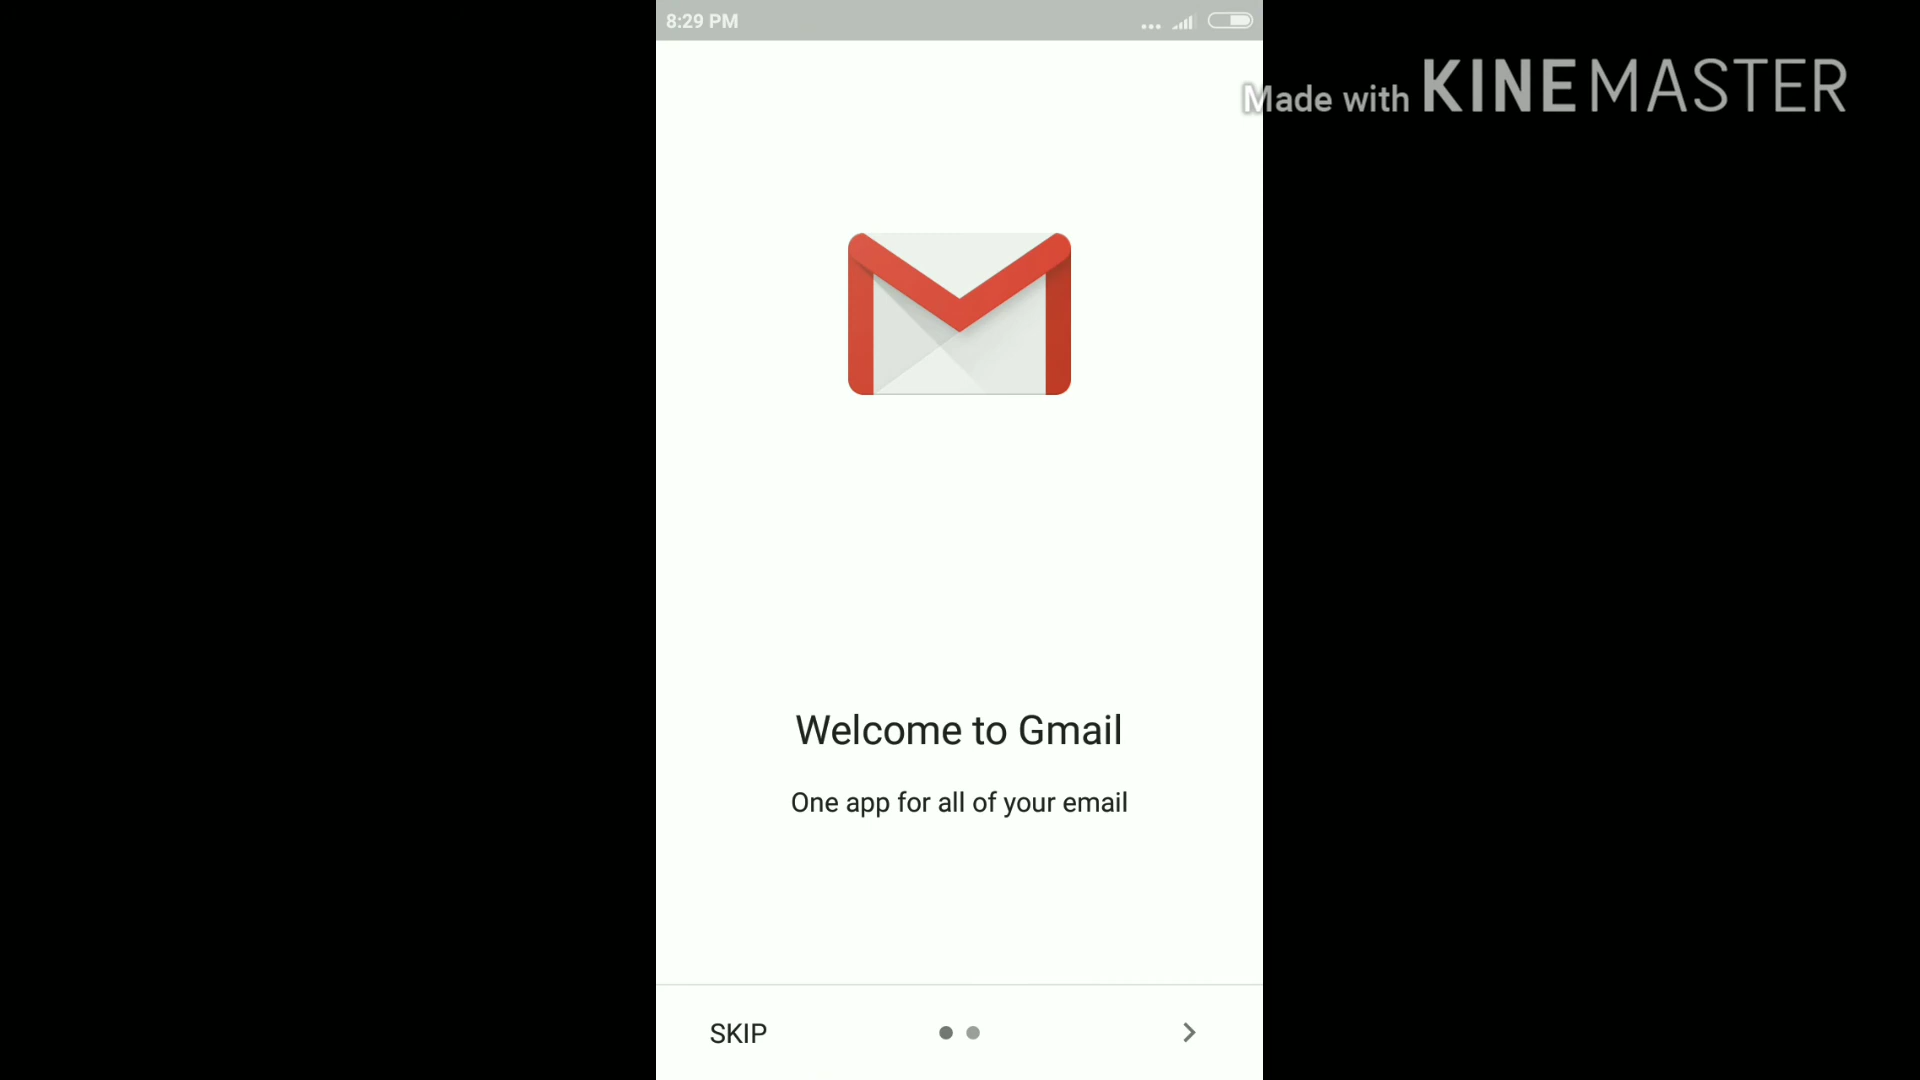 8:29 PM
Made with KINEMASTER
Welcome to Gmail
One app for all of your email
SKIP